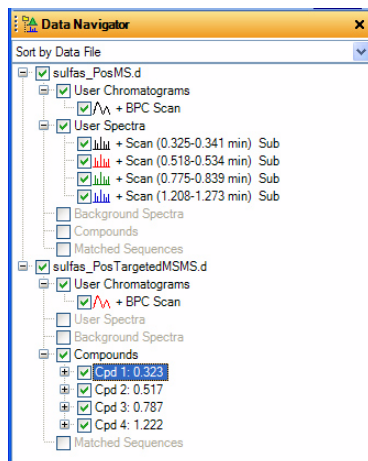 Data Navigator
Sort by Data File
sulfas_PosMS.d
User Chromatograms
+ BPC Scan
User Spectra
+ Scan (0.325-0.341 min) Sub
+ Scan (0.518-0.534 min) Sub
+ Scan (0.775-0.839 min) Sub
+ Scan (1.208-1.273 min) Sub
Background Spectra
Compounds
Matched Sequences
sulfas_PosTargetedMSMS.d
User Chromatograms
+ BPC Scan
User Spectra
Background Spectra
Compounds
Cpd 1: 0.323
Cpd 2: 0.517
Cpd 3: 0.787
Cpd 4: 1.222
Matched Sequences